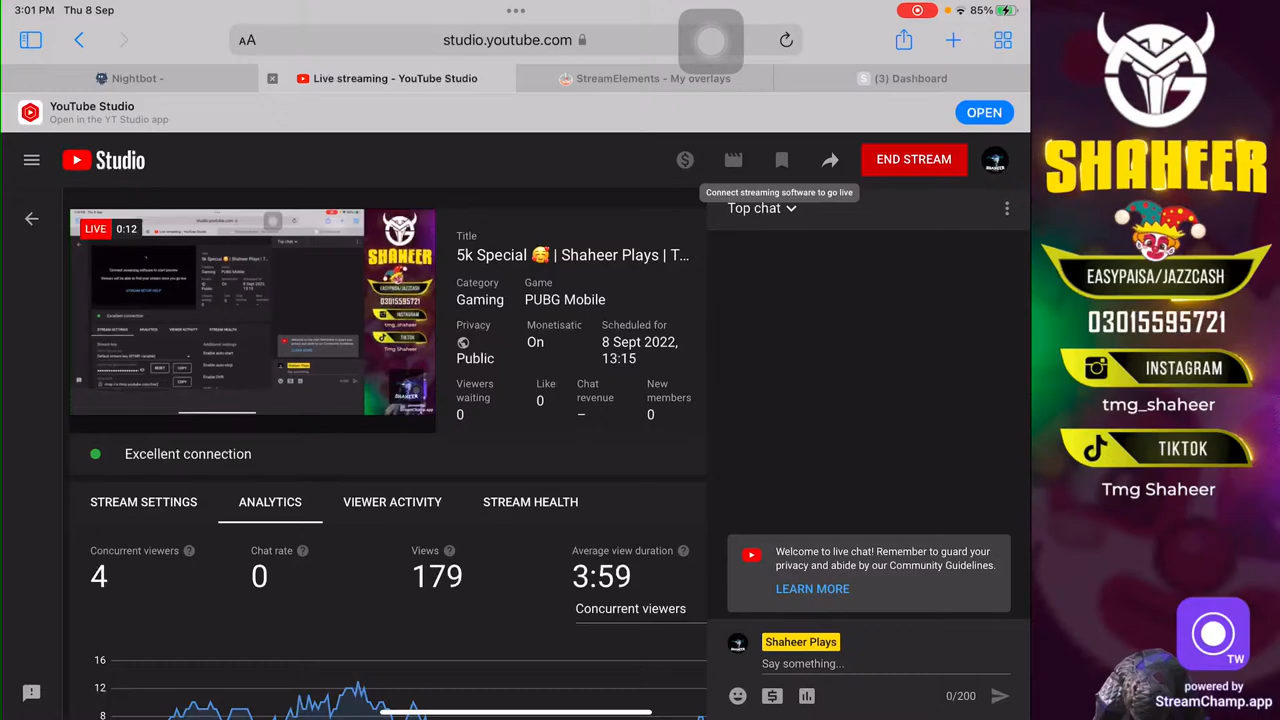 3:01 PM Thu 8 Sep
85%
AA
studio.youtube.com
Nightbot -
Live streaming - YouTube Studio
StreamElements - My overlays
(3) Dashboard
YouTube Studio
Open in the YT Studio app
OPEN
Studio
END STREAM
Connect streaming software to go live
Top chat
LIVE 0:12
Title
5k Special 🥰 | Shaheer Plays | T...
Category
Game
Gaming
PUBG Mobile
Privacy
Monetisatic
Scheduled for
Public
On
8 Sept 2022,
13:15
Viewers
waiting
Like
Chat
revenue
New
members
0
0
–
0
Excellent connection
STREAM SETTINGS
ANALYTICS
VIEWER ACTIVITY
STREAM HEALTH
Concurrent viewers
Chat rate
Views
Average view duration
4
0
179
3:59
Concurrent viewers
16
12
8
Welcome to live chat! Remember to guard your
privacy and abide by our Community Guidelines.
LEARN MORE
Shaheer Plays
Say something...
0/200
SHAHEER
EASYPAISA/JAZZCASH
03015595721
INSTAGRAM
tmg_shaheer
TIKTOK
Tmg Shaheer
TW
powered by
StreamChamp.app